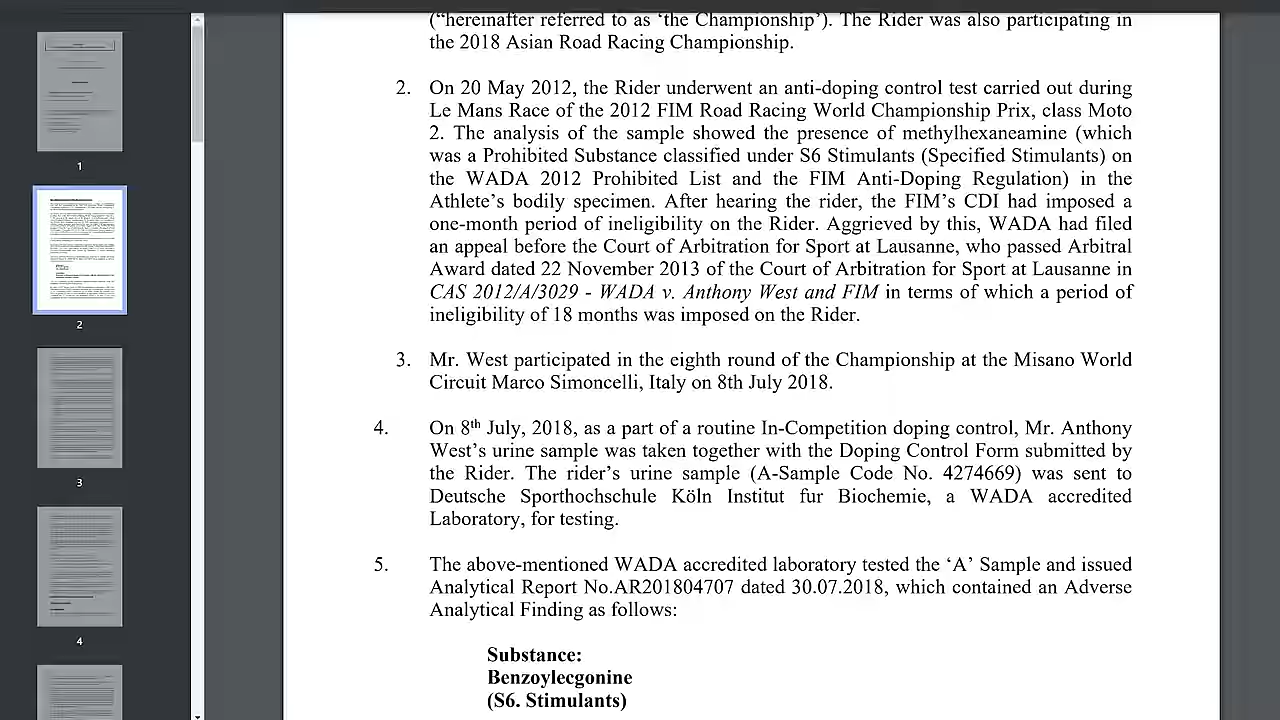 (“hereinafter referred to as ‘the Championship’). The Rider was also participating in
the 2018 Asian Road Racing Championship.
2. On 20 May 2012, the Rider underwent an anti-doping control test carried out during
Le Mans Race of the 2012 FIM Road Racing World Championship Prix, class Moto
2. The analysis of the sample showed the presence of methylhexaneamine (which
was a Prohibited Substance classified under S6 Stimulants (Specified Stimulants) on
the WADA 2012 Prohibited List and the FIM Anti-Doping Regulation) in the
Athlete’s bodily specimen. After hearing the rider, the FIM’s CDI had imposed a
one-month period of ineligibility on the Rider. Aggrieved by this, WADA had filed
an appeal before the Court of Arbitration for Sport at Lausanne, who passed Arbitral
Award dated 22 November 2013 of the Court of Arbitration for Sport at Lausanne in
CAS 2012/A/3029 - WADA v. Anthony West and FIM in terms of which a period of
ineligibility of 18 months was imposed on the Rider.
3. Mr. West participated in the eighth round of the Championship at the Misano World
Circuit Marco Simoncelli, Italy on 8th July 2018.
4. On 8th July, 2018, as a part of a routine In-Competition doping control, Mr. Anthony
West’s urine sample was taken together with the Doping Control Form submitted by
the Rider. The rider’s urine sample (A-Sample Code No. 4274669) was sent to
Deutsche Sporthochschule Köln Institut fur Biochemie, a WADA accredited
Laboratory, for testing.
5. The above-mentioned WADA accredited laboratory tested the ‘A’ Sample and issued
Analytical Report No.AR201804707 dated 30.07.2018, which contained an Adverse
Analytical Finding as follows:
Substance:
Benzoylecgonine
(S6. Stimulants)
1
2
3
4